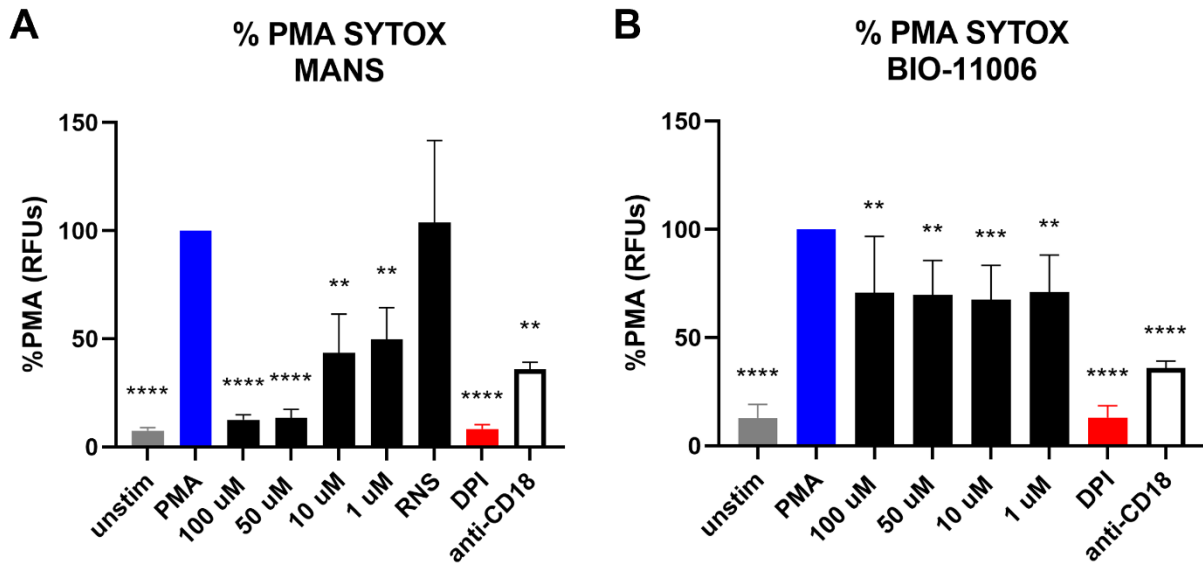 A
% PMA SYTOX
MANS
%PMA (RFUs)
150
100
50
0
****
****
****
**
**
****
**
unstim
PMA
100 uM
50 uM
10 uM
1 uM
RNS
DPI
anti-CD18
B
% PMA SYTOX
BIO-11006
%PMA (RFUs)
150
100
50
0
****
**
**
***
**
****
****
unstim
PMA
100 uM
50 uM
10 uM
1 uM
DPI
anti-CD18